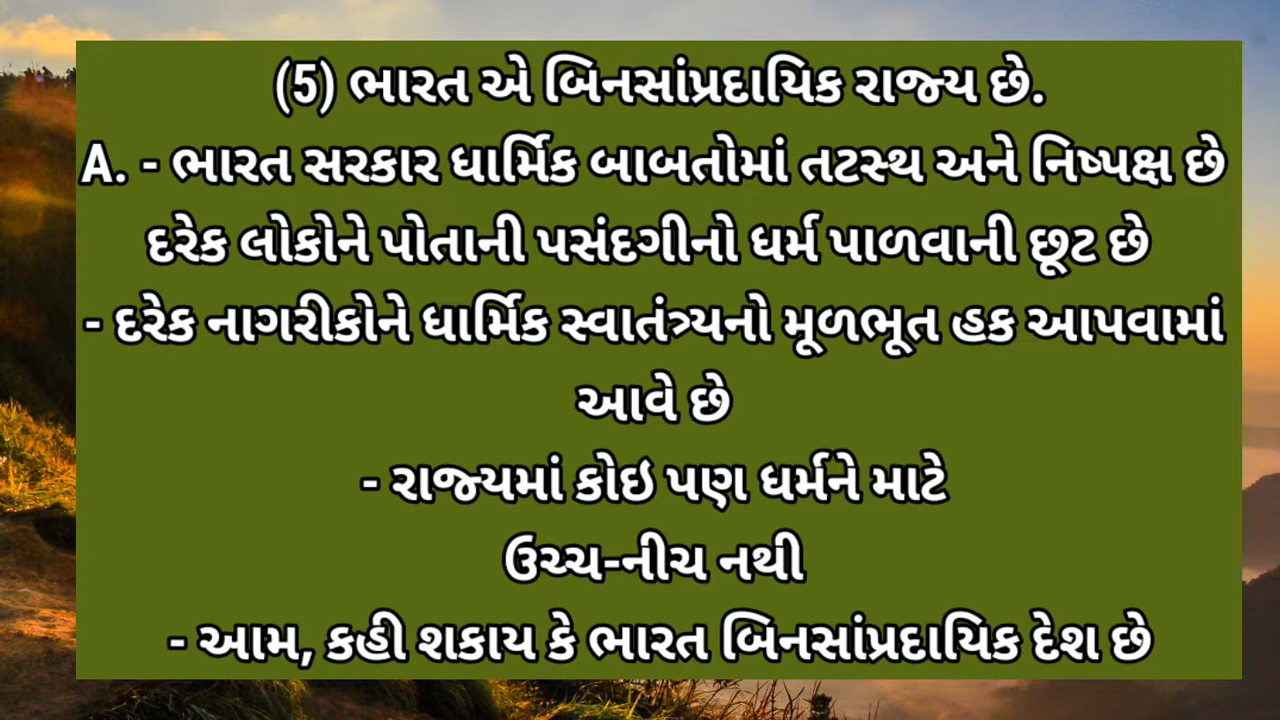 (5) ભારત એ બિનસાંપ્રદાયિક રાજ્ય છે.
A. - ભારત સરકાર ધાર્મિક બાબતોમાં તટસ્થ અને નિષ્પક્ષ છે
દરેક લોકોને પોતાની પસંદગીનો ધર્મ પાળવાની છૂટ છે
- દરેક નાગરીકોને ધાર્મિક સ્વાતંત્ર્યનો મૂળભૂત હક આપવામાં
આવે છે
- રાજ્યમાં કોઇ પણ ધર્મને માટે
ઉચ્ચ-નીચ નથી
- આમ, કહી શકાય કે ભારત બિનસાંપ્રદાયિક દેશ છે